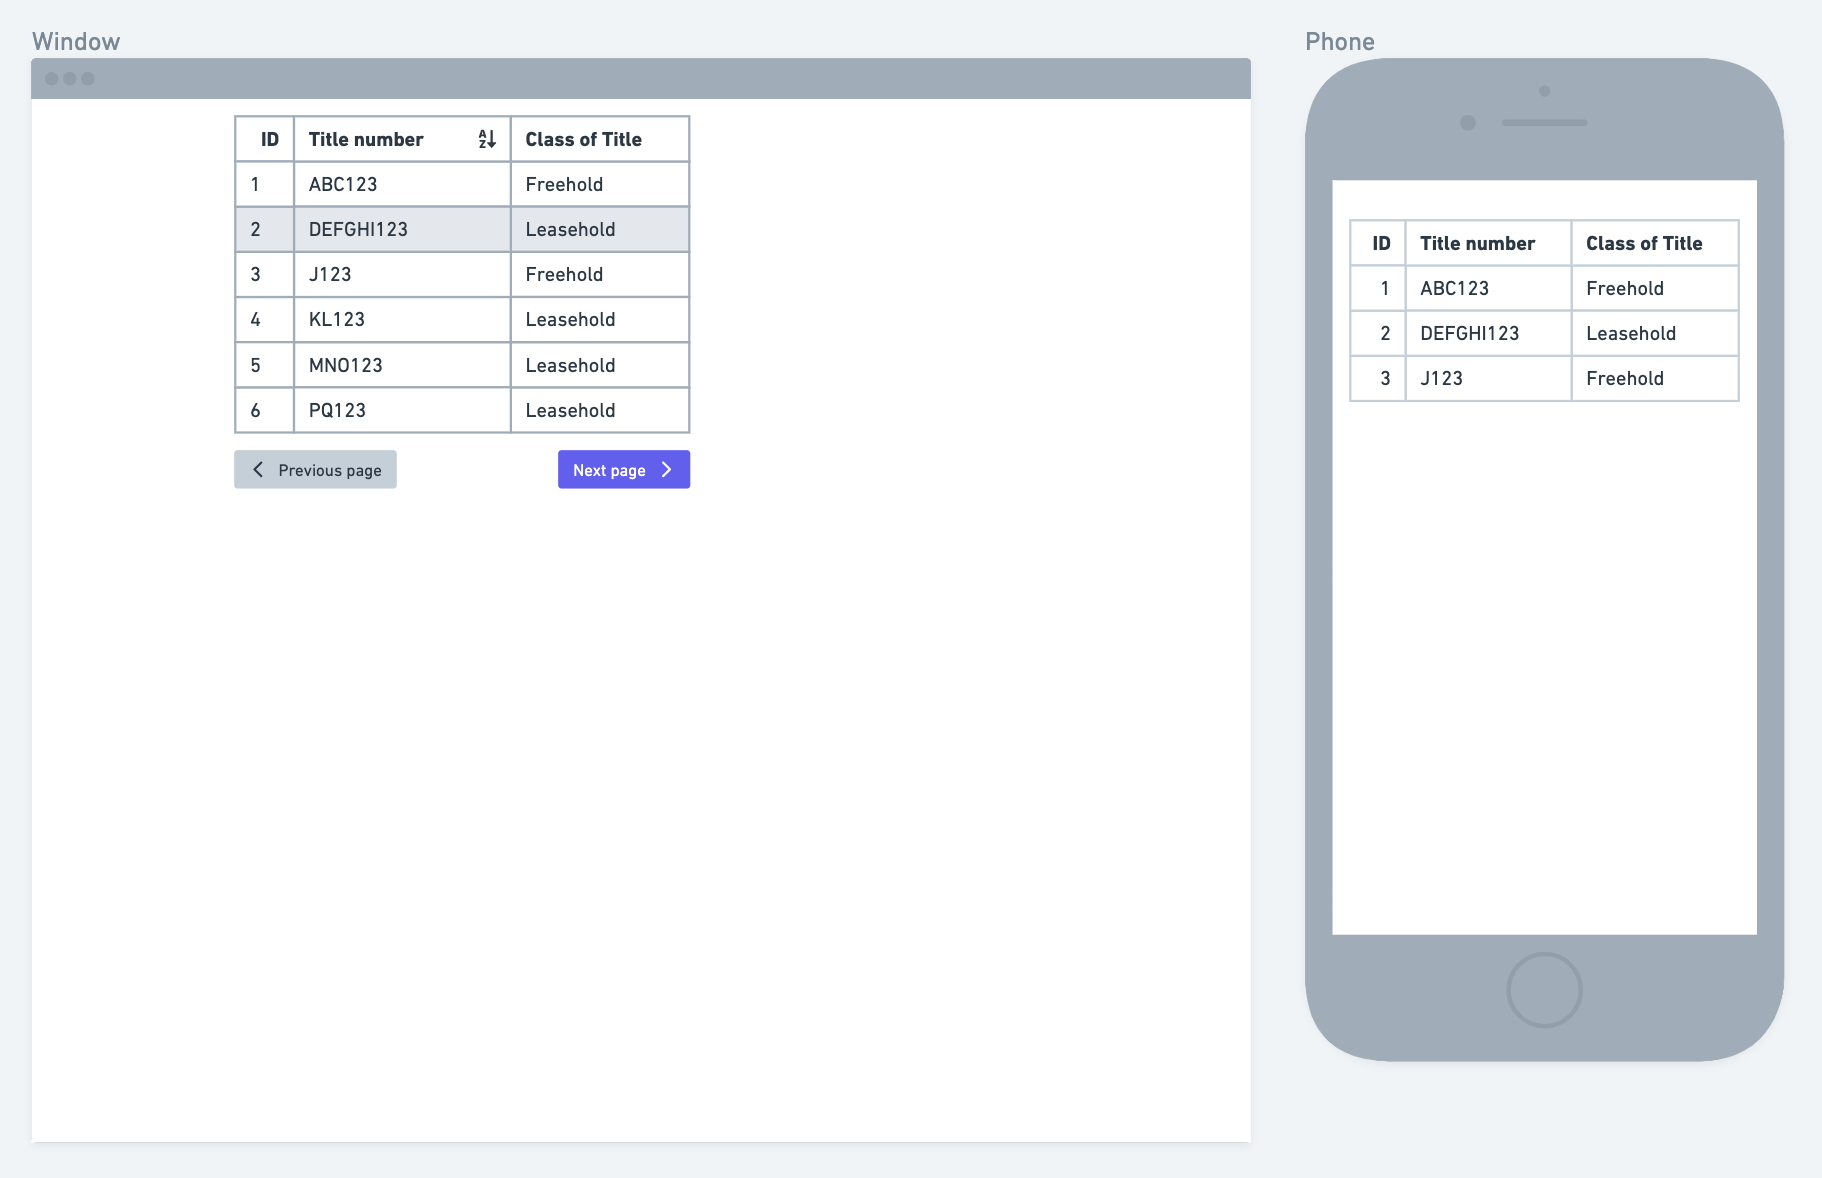 Window
ID Title number AZ Class of Title
1 ABC123 Freehold
2 DEFGHI123 Leasehold
3 J123 Freehold
4 KL123 Leasehold
5 MNO123 Leasehold
6 PQ123 Leasehold
Previous page Next page
Phone
ID Title number Class of Title
1 ABC123 Freehold
2 DEFGHI123 Leasehold
3 J123 Freehold